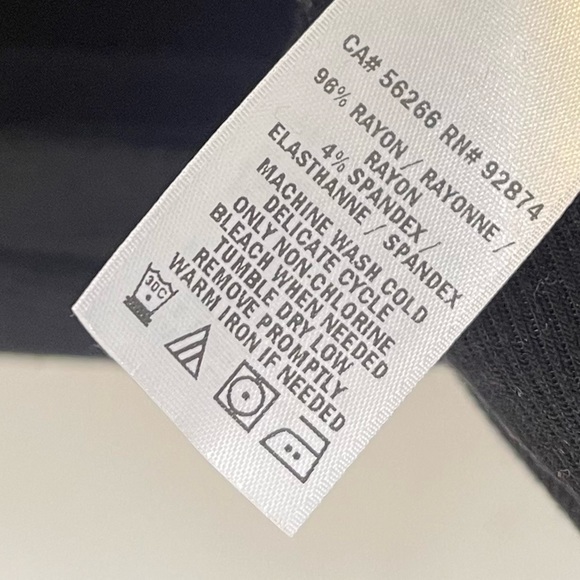 CA# 56266 RN# 92874
96% RAYON / RAYONNE /
RAYON
4% SPANDEX /
ELASTHANNE / SPANDEX
MACHINE WASH COLD
DELICATE CYCLE
ONLY NON-CHLORINE
BLEACH WHEN NEEDED
TUMBLE DRY LOW
REMOVE PROMPTLY
WARM IRON IF NEEDED
30C